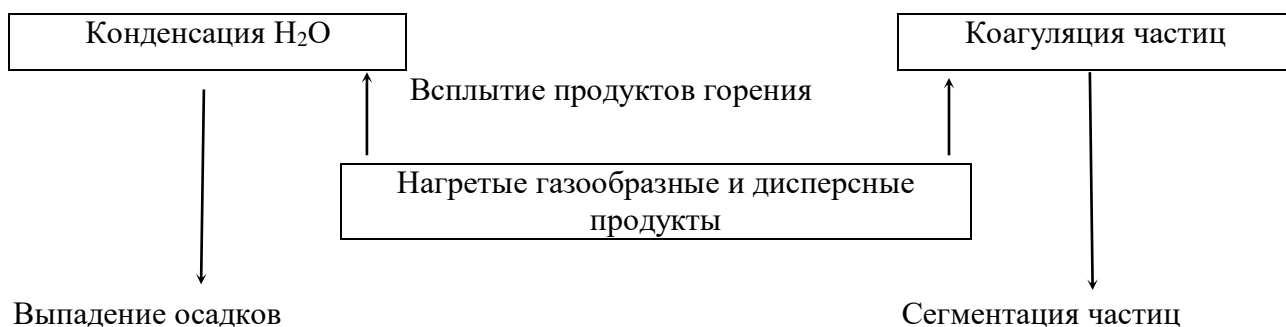 Конденсация H₂O
Коагуляция частиц
Всплытие продуктов горения
Нагретые газообразные и дисперсные
продукты
Выпадение осадков
Сегментация частиц